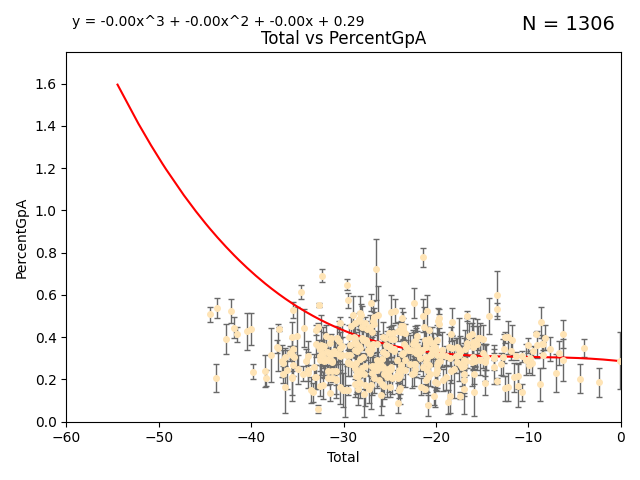 y = -0.00x^3 + -0.00x^2 + -0.00x + 0.29
N = 1306
Total vs PercentGpA
1.6
1.4
1.2
1.0
0.8
0.6
0.4
0.2
0.0
PercentGpA
−60 −50 −40 −30 −20 −10 0
Total